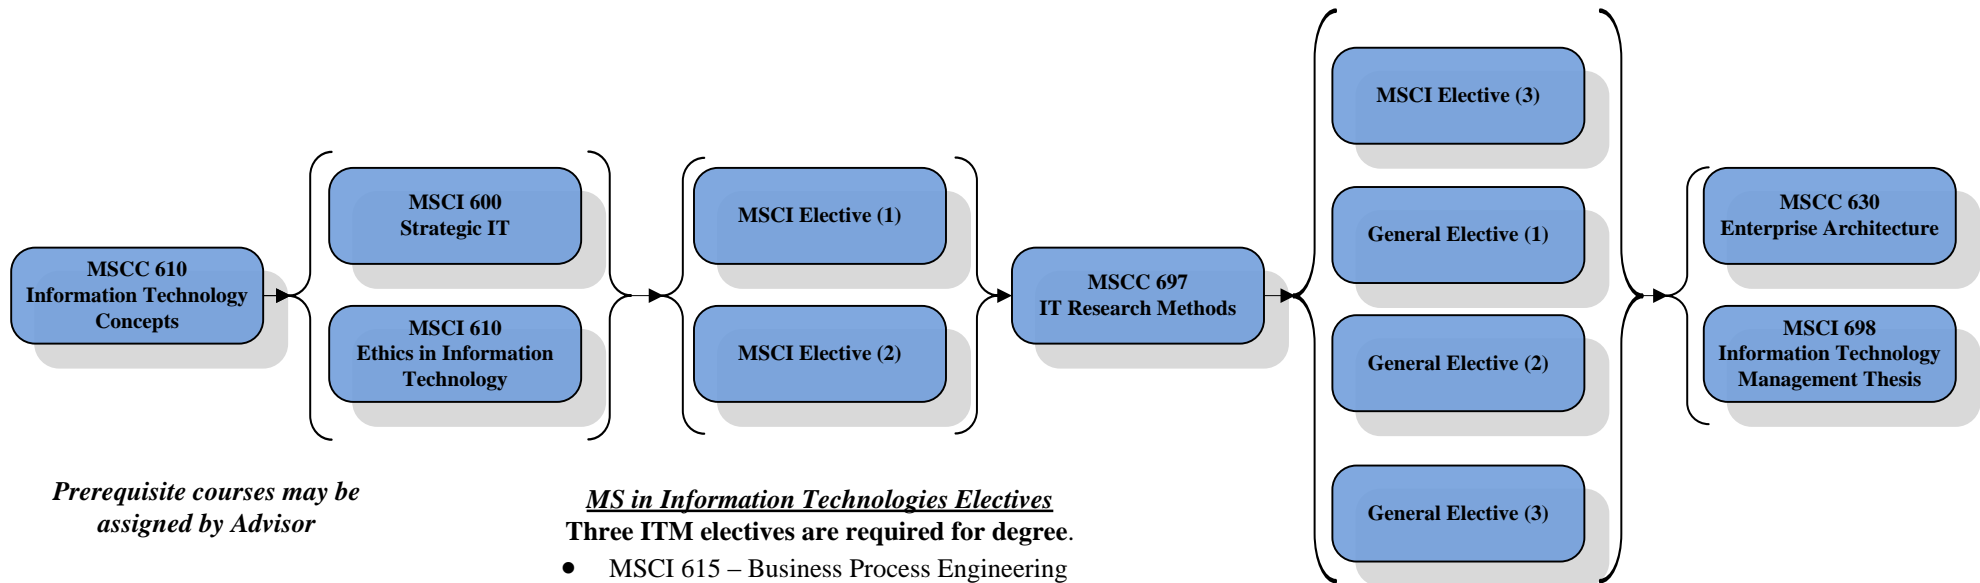 MSCC 610
Information Technology
Concepts
MSCI 600
Strategic IT
MSCI 610
Ethics in Information
Technology
MSCI Elective (1)
MSCI Elective (2)
MSCC 697
IT Research Methods
MSCI Elective (3)
General Elective (1)
General Elective (2)
General Elective (3)
MSCC 630
Enterprise Architecture
MSCI 698
Information Technology
Management Thesis
Prerequisite courses may be
assigned by Advisor
MS in Information Technologies Electives
Three ITM electives are required for degree.
• MSCI 615 – Business Process Engineering